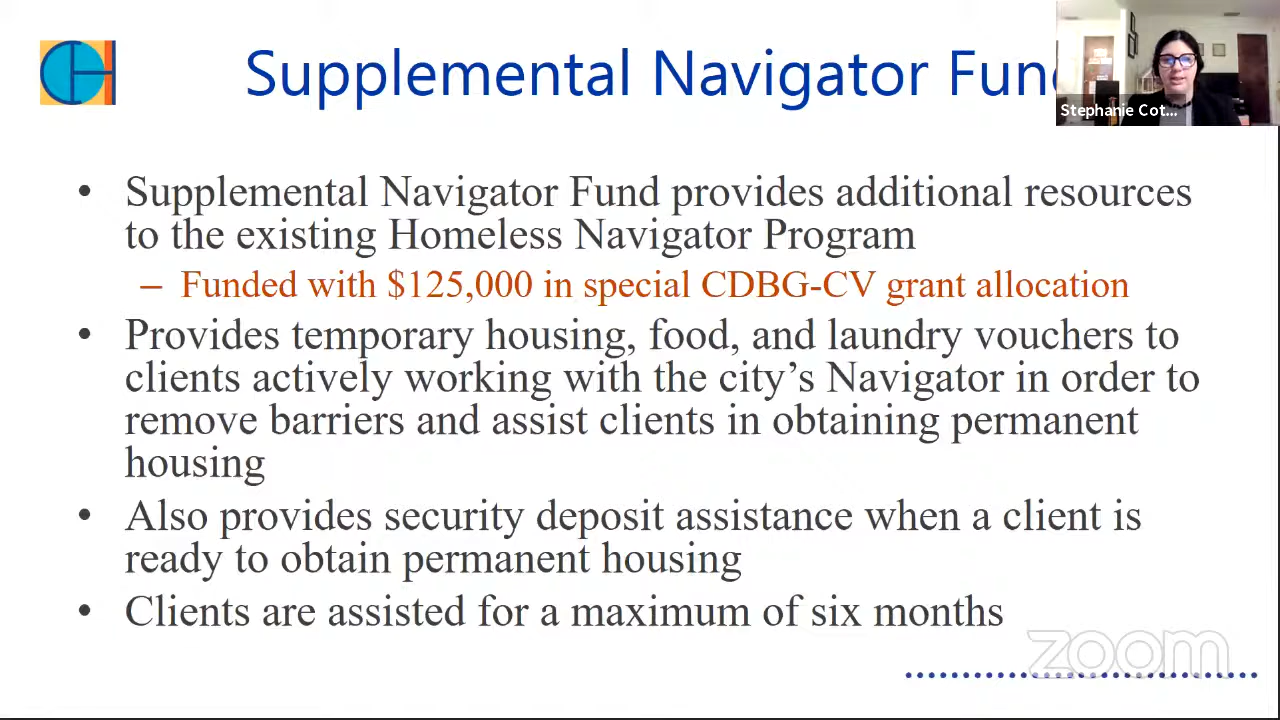 Supplemental Navigator Fun
Stephanie Cot...
• Supplemental Navigator Fund provides additional resources
to the existing Homeless Navigator Program
– Funded with $125,000 in special CDBG-CV grant allocation
• Provides temporary housing, food, and laundry vouchers to
clients actively working with the city’s Navigator in order to
remove barriers and assist clients in obtaining permanent
housing
• Also provides security deposit assistance when a client is
ready to obtain permanent housing
• Clients are assisted for a maximum of six months
zoom